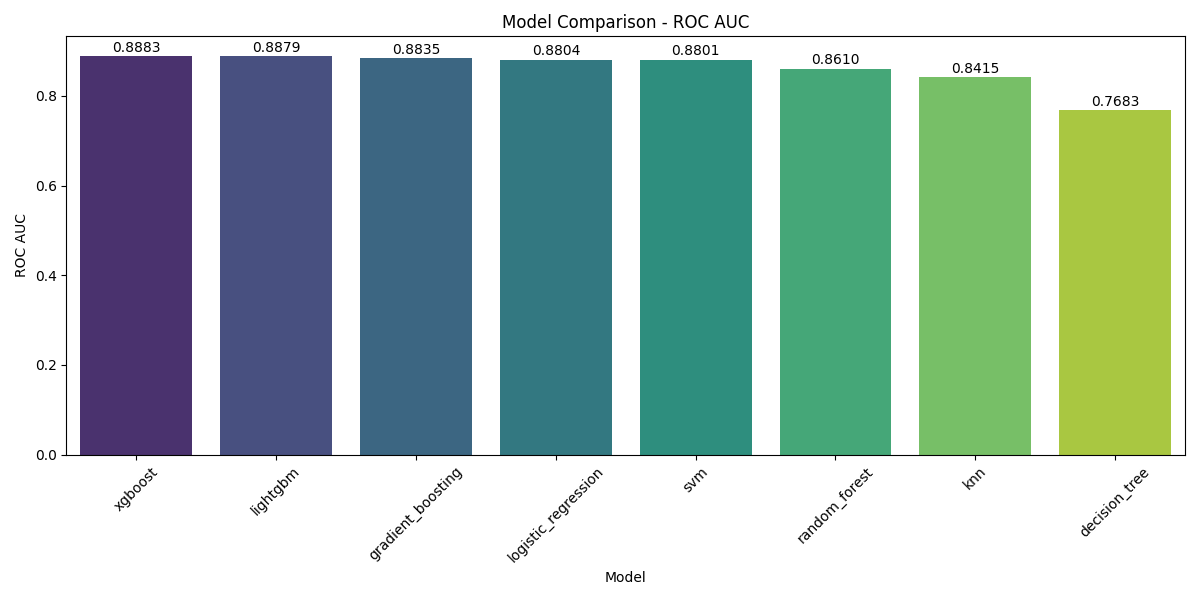 Model Comparison - ROC AUC
0.8883
0.8879
0.8835
0.8804
0.8801
0.8610
0.8415
0.7683
ROC AUC
0.8
0.6
0.4
0.2
0.0
xgboost
lightgbm
gradient_boosting
logistic_regression
svm
random_forest
knn
decision_tree
Model